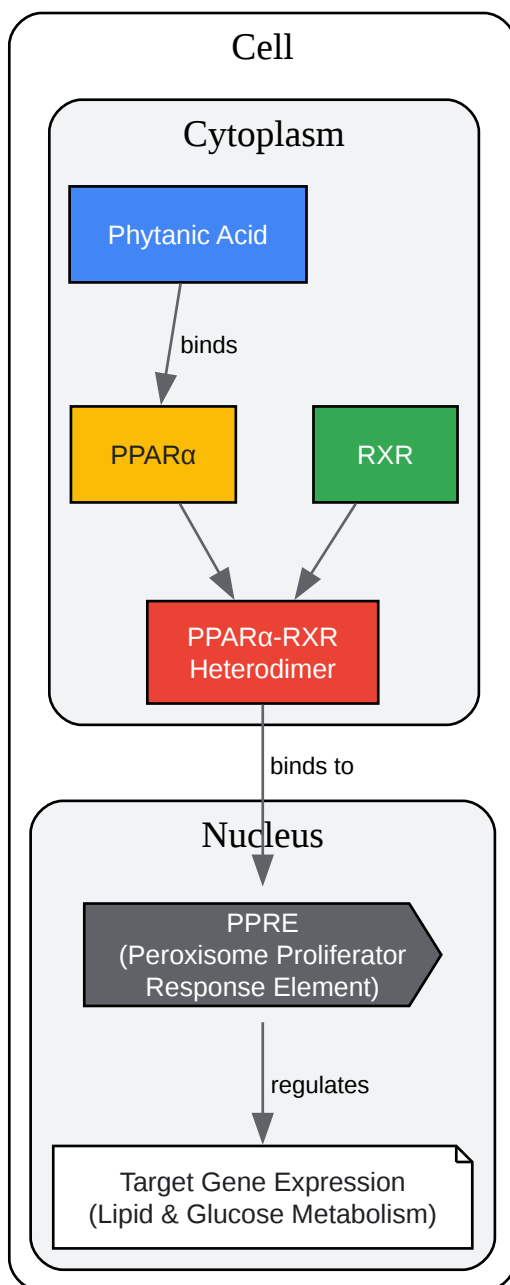 Cell
Cytoplasm
Phytanic Acid
binds
PPARα
RXR
PPARα-RXR
Heterodimer
binds to
Nucleus
PPRE
(Peroxisome Proliferator
Response Element)
regulates
Target Gene Expression
(Lipid & Glucose Metabolism)